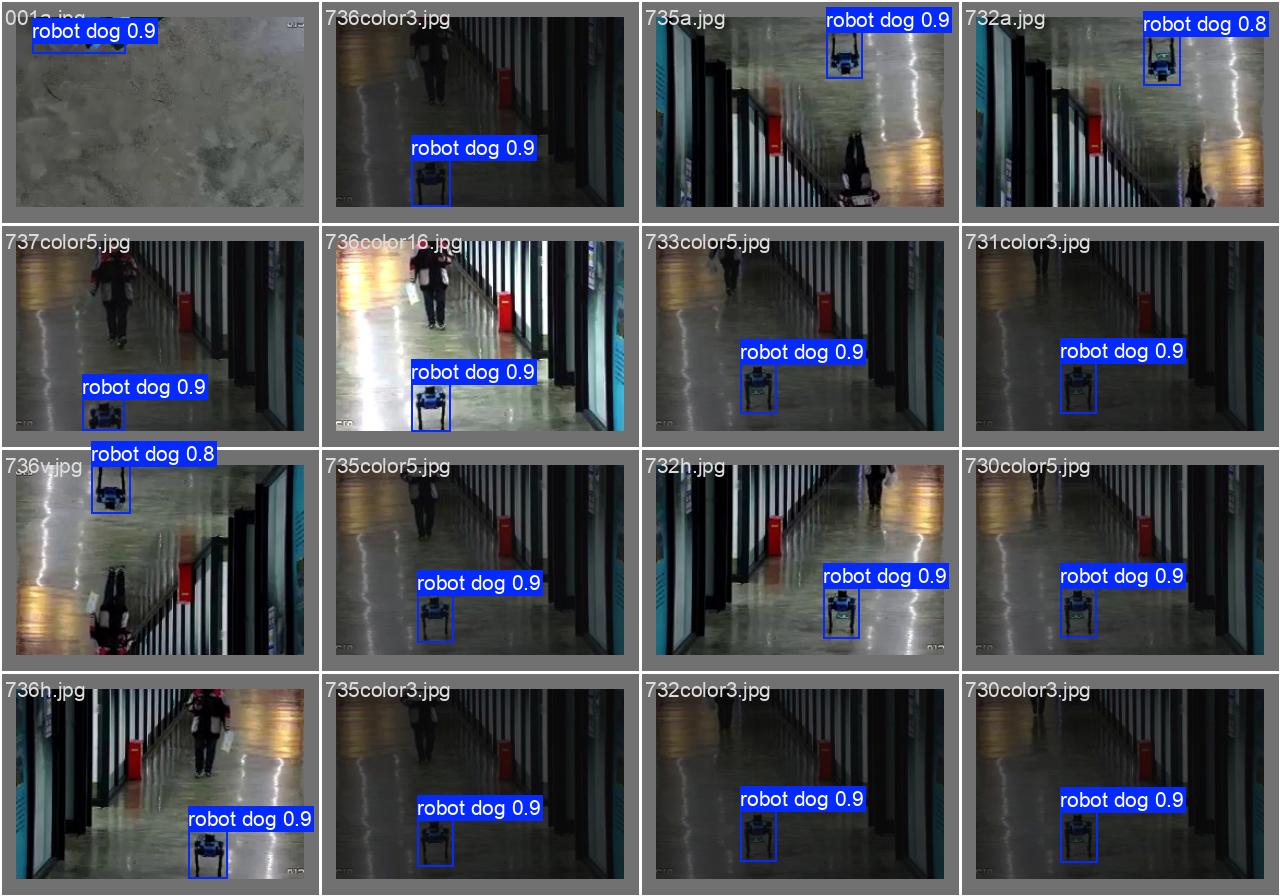 001a.jpg
robot dog 0.9
736color3.jpg
robot dog 0.9
735a.jpg
robot dog 0.9
732a.jpg
robot dog 0.8
737color5.jpg
robot dog 0.9
736color16.jpg
robot dog 0.9
733color5.jpg
robot dog 0.9
731color3.jpg
robot dog 0.9
736v.jpg
robot dog 0.8
735color5.jpg
robot dog 0.9
732h.jpg
robot dog 0.9
730color5.jpg
robot dog 0.9
736h.jpg
robot dog 0.9
735color3.jpg
robot dog 0.9
732color3.jpg
robot dog 0.9
730color3.jpg
robot dog 0.9